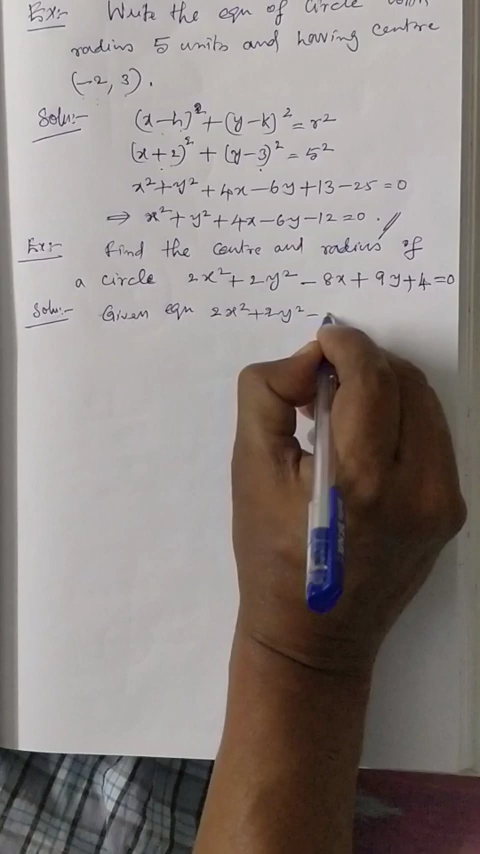 Ex:- Write the eqn of circle with
radius 5 units and having centre
(-2, 3).
Soln:- (x-h)² + (y-k)² = r²
(x+2)² + (y-3)² = 5²
x² + y² + 4x - 6y + 13 - 25 = 0
⇒ x² + y² + 4x - 6y - 12 = 0.
Ex:- Find the centre and radius of
a circle 2x² + 2y² - 8x + 9y + 4 = 0
Soln:- Given eqn 2x² + 2y² -